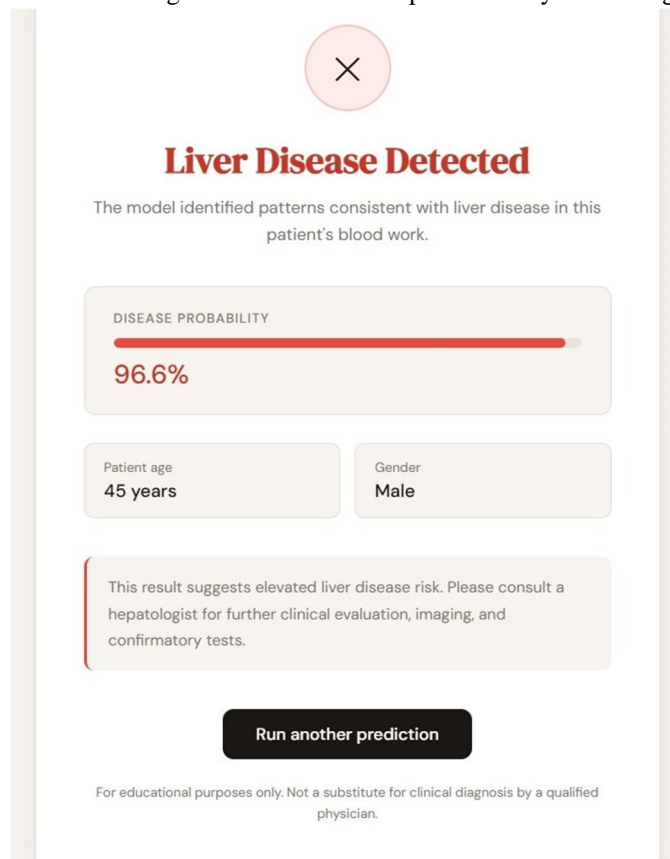 Liver Disease Detected
The model identified patterns consistent with liver disease in this
patient's blood work.
DISEASE PROBABILITY
96.6%
Patient age
45 years
Gender
Male
This result suggests elevated liver disease risk. Please consult a
hepatologist for further clinical evaluation, imaging, and
confirmatory tests.
Run another prediction
For educational purposes only. Not a substitute for clinical diagnosis by a qualified
physician.